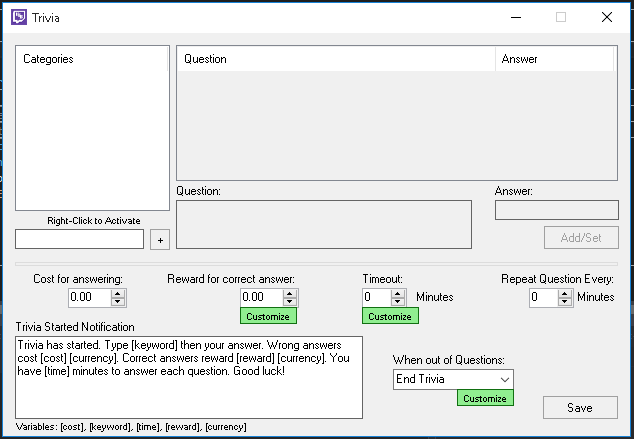 Trivia
Categories
Question Answer
Right-Click to Activate
+
Question: Answer:
Add/Set
Cost for answering: Reward for correct answer: Timeout: Repeat Question Every:
0.00 0.00 0 Minutes 0 Minutes
Customize Customize
Trivia Started Notification
Trivia has started. Type [keyword] then your answer. Wrong answers
cost [cost] [currency]. Correct answers reward [reward] [currency]. You
have [time] minutes to answer each question. Good luck!
When out of Questions:
End Trivia
Customize
Save
Variables: [cost], [keyword], [time], [reward], [currency]